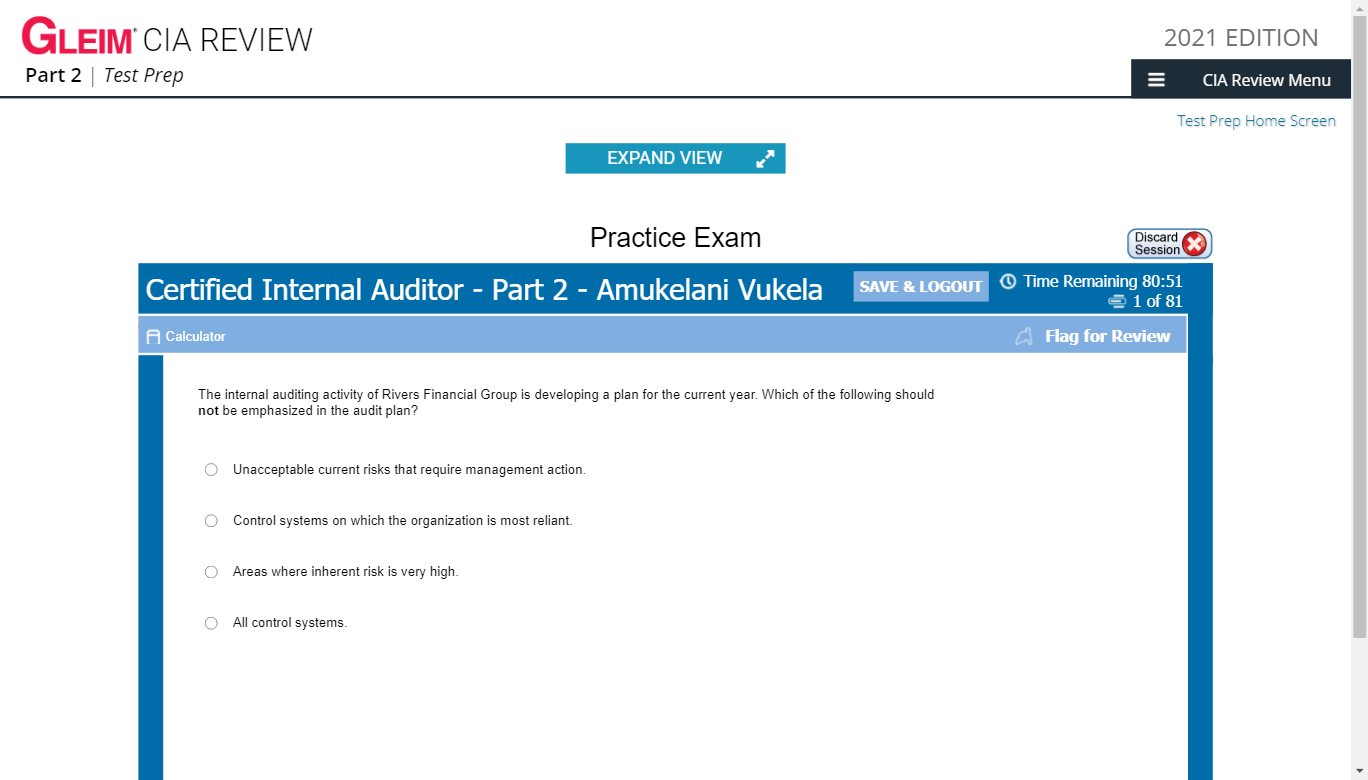 GLEIM® CIA REVIEW
2021 EDITION
Part 2 | Test Prep
CIA Review Menu
Test Prep Home Screen
EXPAND VIEW
Practice Exam
Discard
Session
Certified Internal Auditor - Part 2 - Amukelani Vukela
SAVE & LOGOUT
Time Remaining 80:51
1 of 81
Calculator
Flag for Review
The internal auditing activity of Rivers Financial Group is developing a plan for the current year. Which of the following should
not be emphasized in the audit plan?
Unacceptable current risks that require management action.
Control systems on which the organization is most reliant.
Areas where inherent risk is very high.
All control systems.